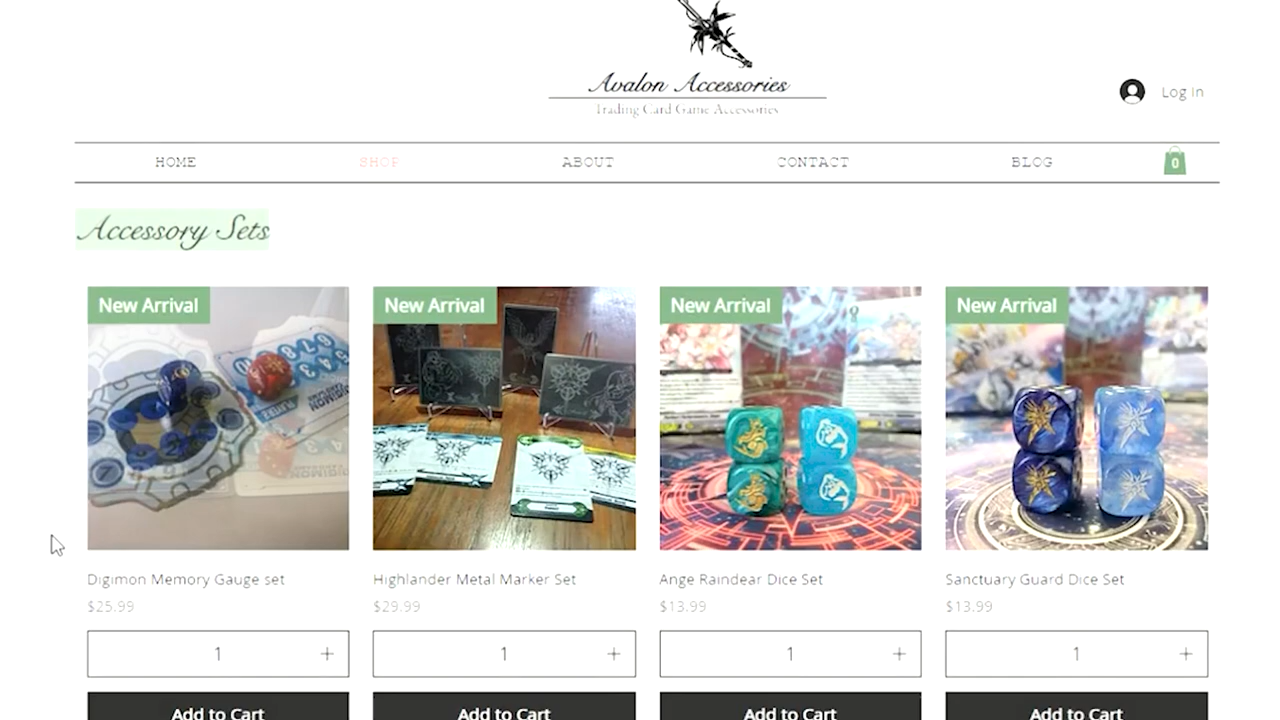 Avalon Accessories
Trading Card Game Accessories
Log In
HOME
SHOP
ABOUT
CONTACT
BLOG
0
Accessory Sets
New Arrival
New Arrival
New Arrival
New Arrival
Digimon Memory Gauge set
Highlander Metal Marker Set
Ange Raindear Dice Set
Sanctuary Guard Dice Set
$25.99
$29.99
$13.99
$13.99
1 +
1 +
1 +
1 +
Add to Cart
Add to Cart
Add to Cart
Add to Cart